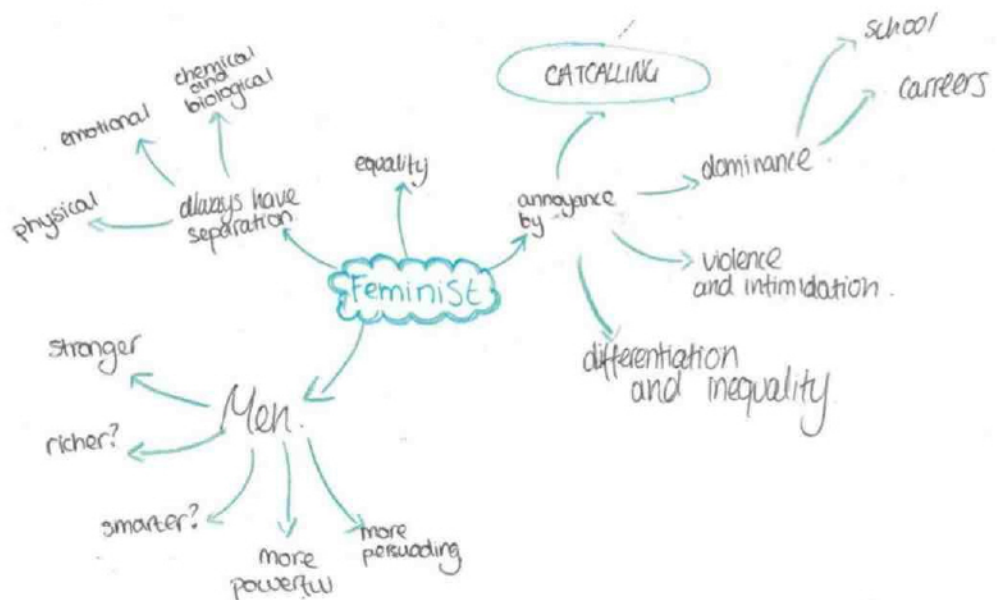 school
CATCALLING
carreers
chemical
and
biological
emotional
dominance.
equality
annoyance
by
physical
always have
separation.
Feminist
violence
and intimidation.
stronger
differentiation
and inequality
Men.
richer?
smarter?
more
persuading
more
powerful